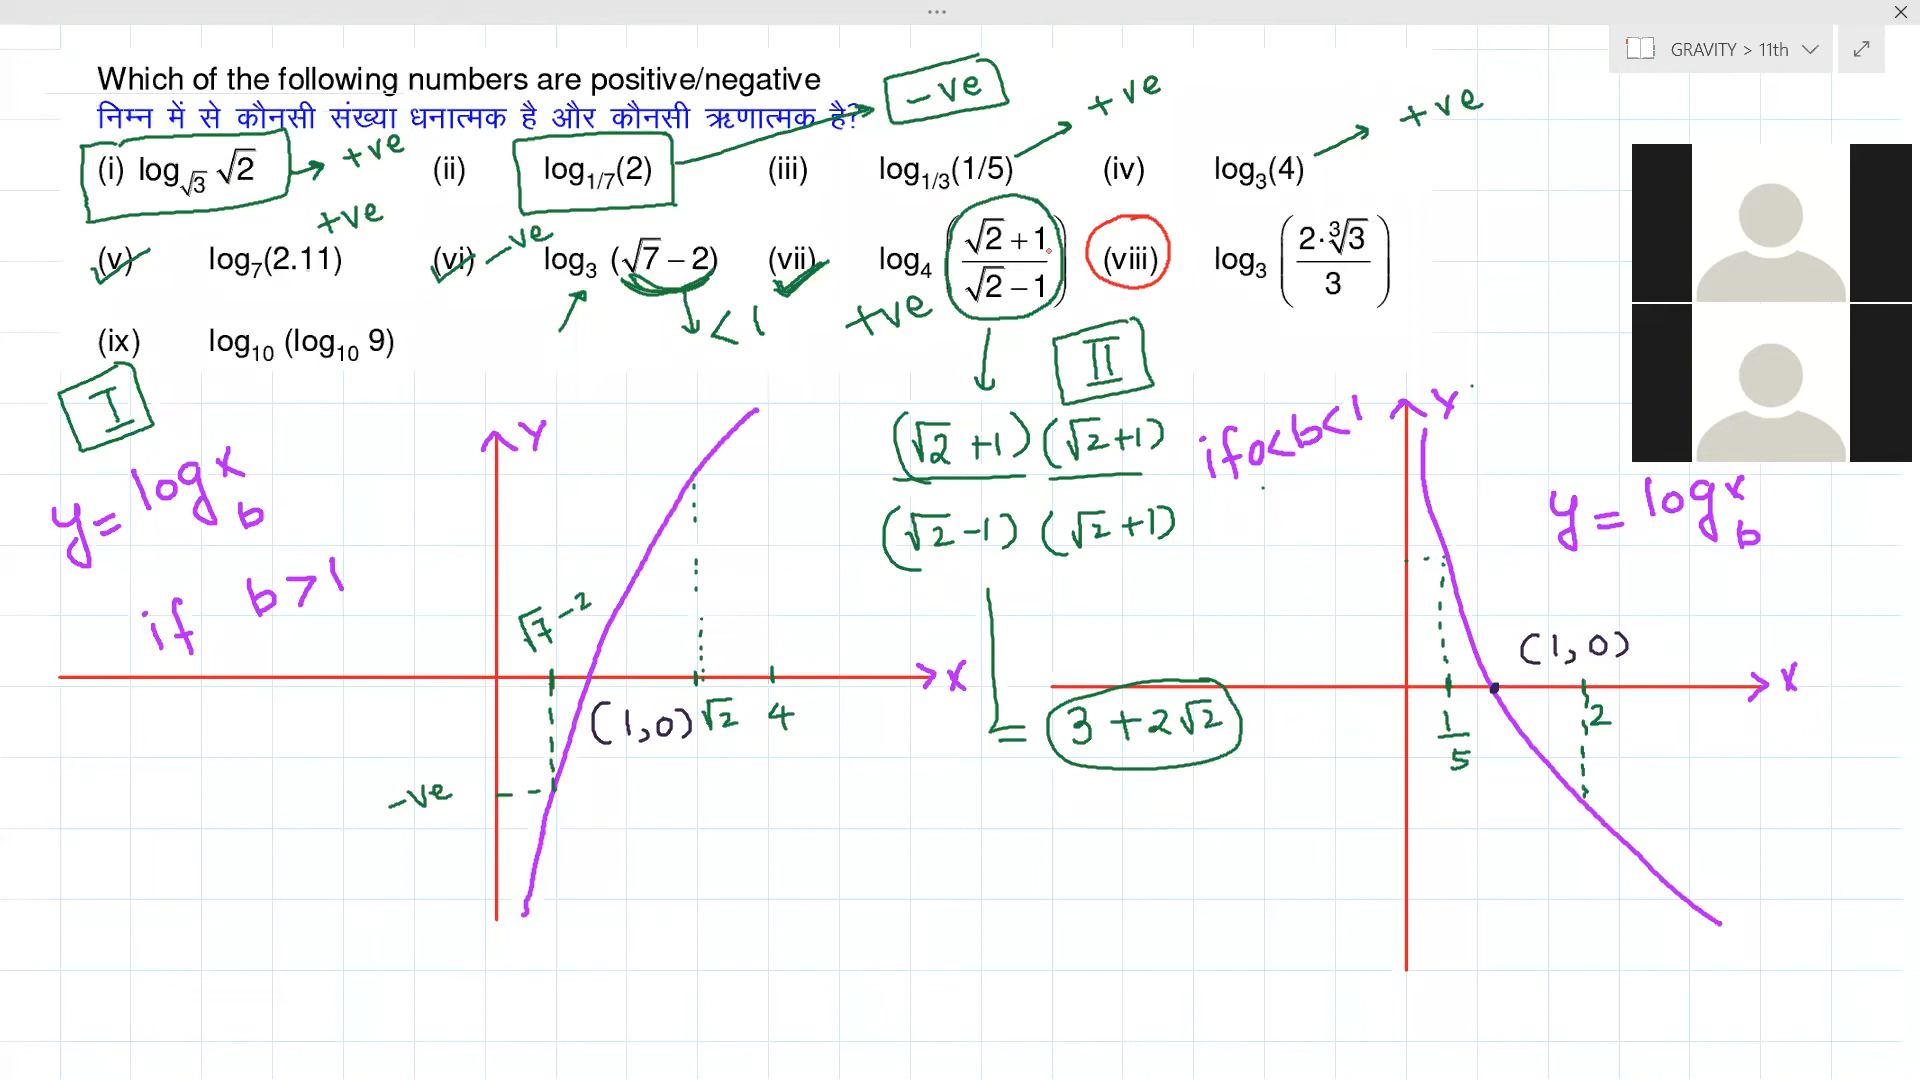 GRAVITY > 11th
Which of the following numbers are positive/negative
निम्न में से कौनसी संख्या धनात्मक है और कौनसी ऋणात्मक है?
-ve
+ve
+ve
(i) log√3 √2
+ve
(ii) log1/7(2)
(iii) log1/3(1/5)
(iv) log3(4)
+ve
-ve
(v) log7(2.11)
(vi) log3 (√7 − 2)
(vii) log4 ((√2 + 1)/(√2 − 1))
(viii) log3 (2·∛3/3)
< 1
+ve
(ix) log10 (log10 9)
I
II
y = log_b x
if b > 1
Y
X
√7 - 2
(1, 0)
√2
4
-ve
(√2 + 1) (√2 + 1)
(√2 - 1) (√2 + 1)
= 3 + 2√2
if 0 < b < 1
Y
y = log_b x
(1, 0)
X
1/5
2